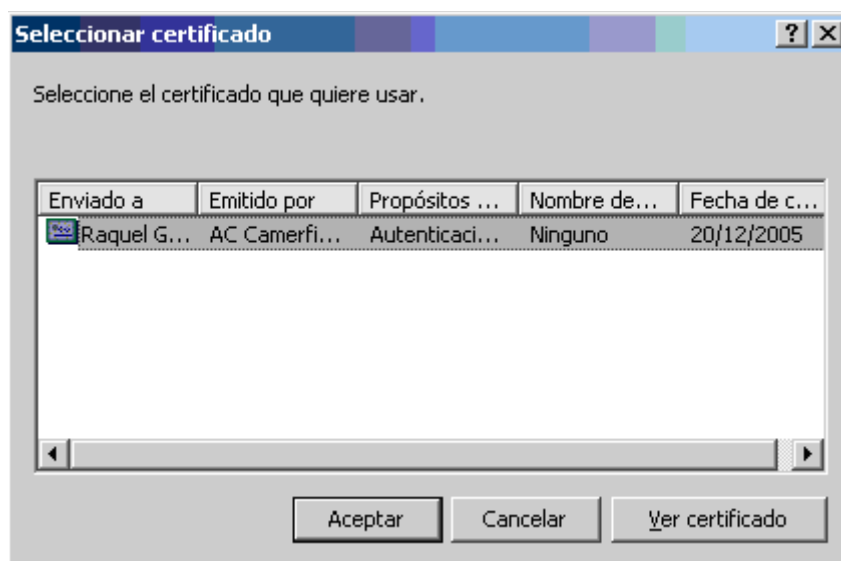 Seleccionar certificado
Seleccione el certificado que quiere usar.
Enviado a Emitido por Propósitos ... Nombre de... Fecha de c...
Raquel G... AC Camerfi... Autenticaci... Ninguno 20/12/2005
Aceptar Cancelar Ver certificado